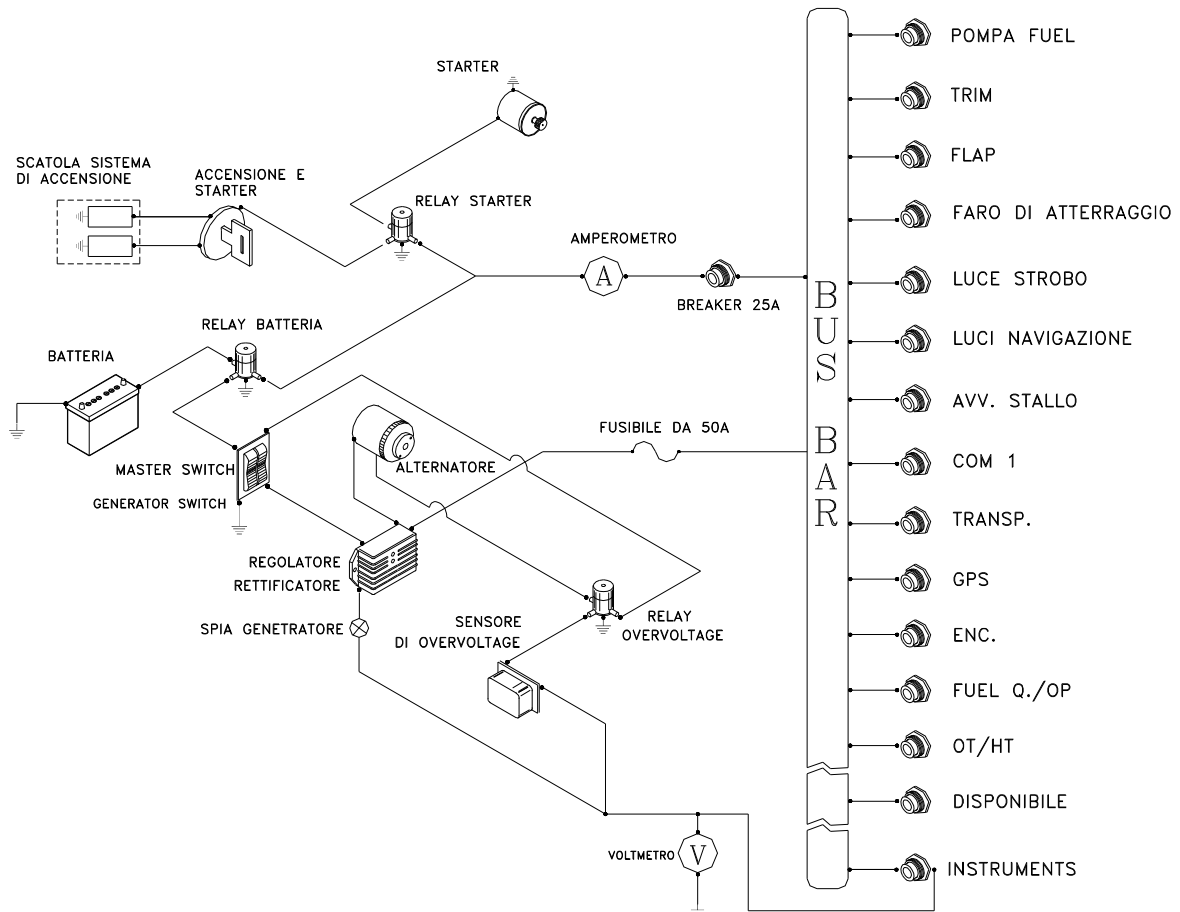 POMPA FUEL
STARTER
TRIM
SCATOLA SISTEMA
DI ACCENSIONE
ACCENSIONE E
STARTER
FLAP
RELAY STARTER
FARO DI ATTERRAGGIO
AMPEROMETRO
A
BREAKER 25A
LUCE STROBO
BUS BAR
RELAY BATTERIA
LUCI NAVIGAZIONE
BATTERIA
AVV. STALLO
FUSIBILE DA 50A
ALTERNATORE
MASTER SWITCH
COM 1
GENERATOR SWITCH
TRANSP.
REGOLATORE
RETTIFICATORE
GPS
SPIA GENETRATORE
SENSORE
DI OVERVOLTAGE
RELAY
OVERVOLTAGE
ENC.
FUEL Q./OP
OT/HT
DISPONIBILE
VOLTMETRO
V
INSTRUMENTS